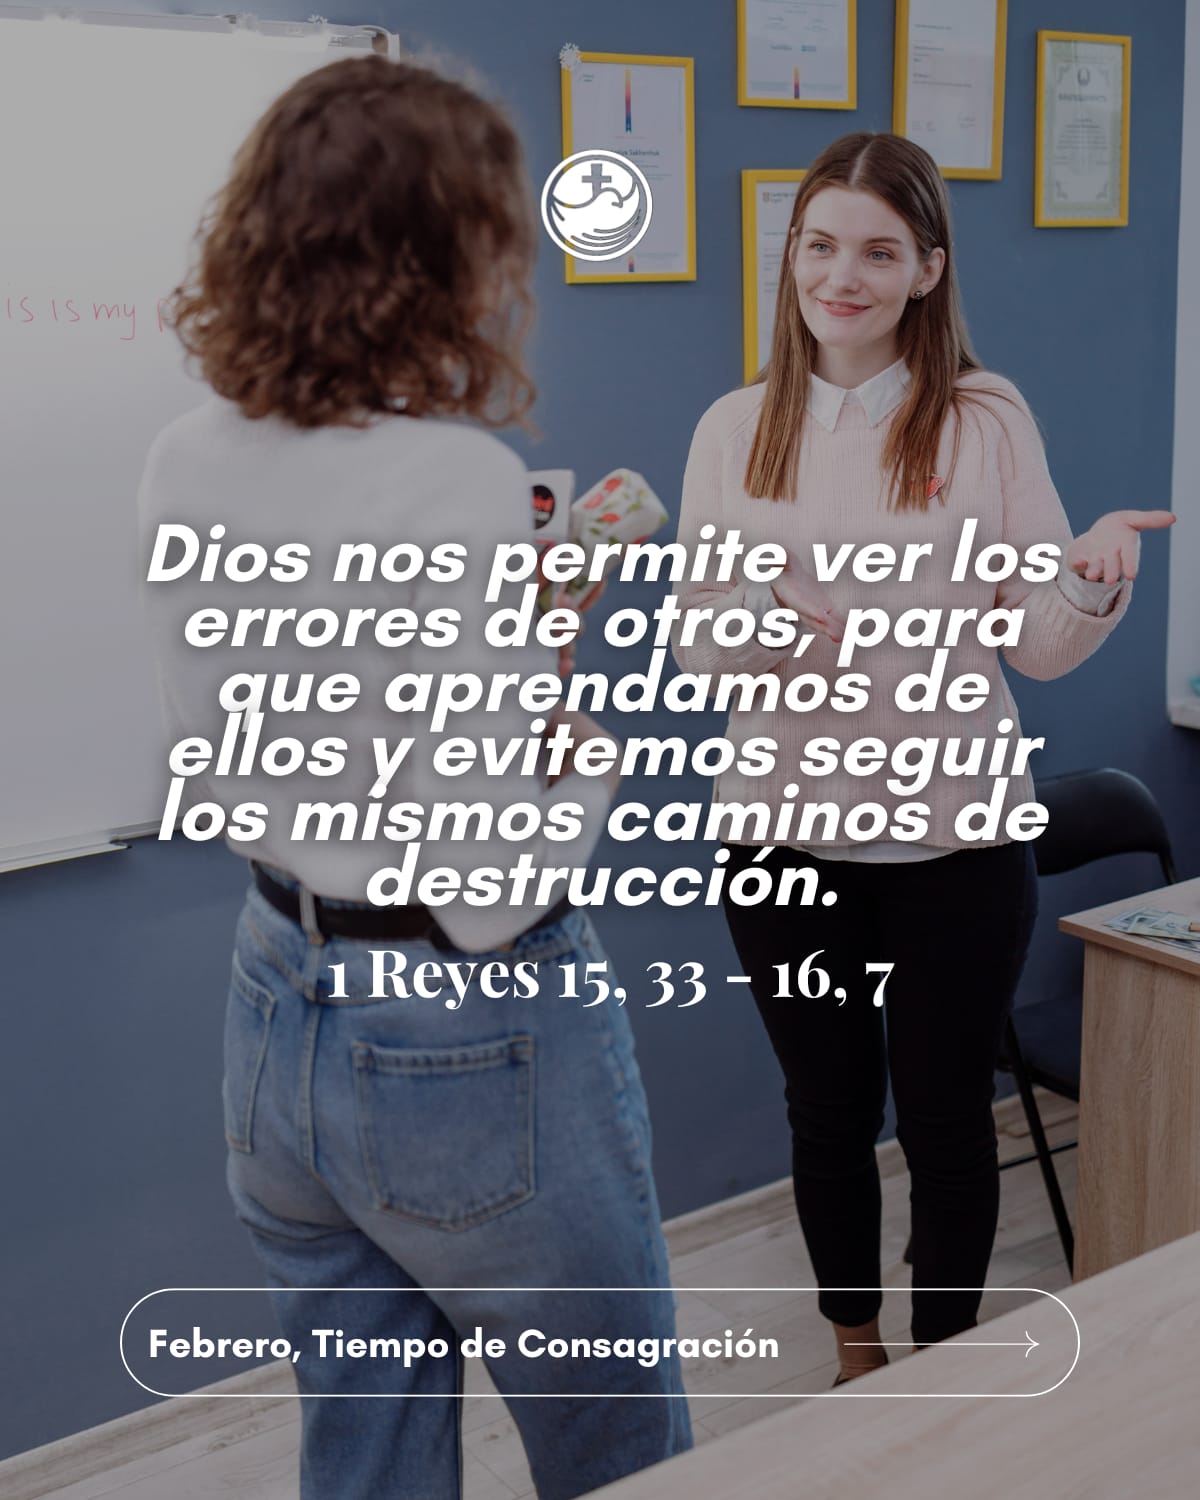 is is my
Dios nos permite ver los
errores de otros, para
que aprendamos de
ellos y evitemos seguir
los mismos caminos de
destrucción.
1 Reyes 15, 33 - 16, 7
Febrero, Tiempo de Consagración